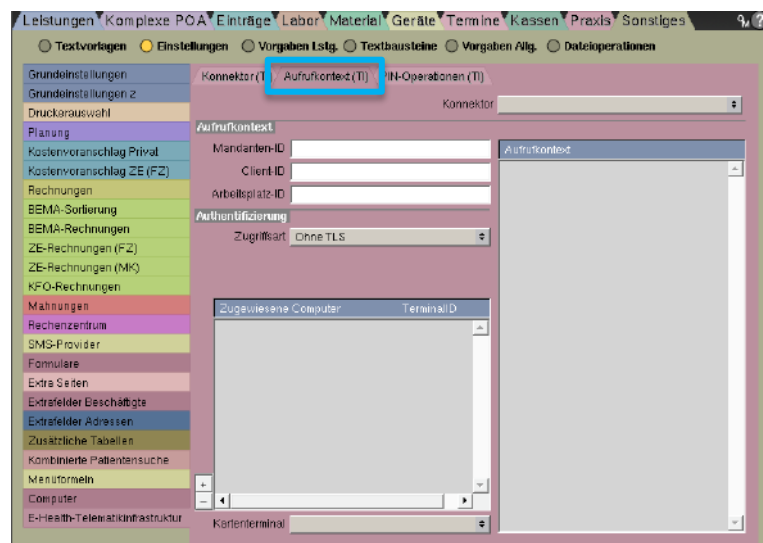 Leistungen Komplexe POA Einträge Labor Material Geräte Termine Kassen Praxis Sonstiges
Textvorlagen Einstellungen Vorgaben Lstg. Textbausteine Vorgaben Allg. Dateioperationen
Grundeinstellungen
Grundeinstellungen 2
Druckerauswahl
Planung
Kostenvoranschlag Privat
Kostenvoranschlag ZE (FZ)
Rechnungen
BEMA-Sortierung
BEMA-Rechnungen
ZE-Rechnungen (FZ)
ZE-Rechnungen (MK)
KFO-Rechnungen
Mahnungen
Rechenzentrum
SMS-Provider
Formulare
Extra Seiten
Extrafelder Beschäftigte
Extrafelder Adressen
Zusätzliche Tabellen
Kombinierte Patientensuche
Menüformeln
Computer
E-Health-Telematikinfrastruktur
Konnektor (TI) Aufrufkontext (TI) PIN-Operationen (TI)
Konnektor
Aufrufkontext
Mandanten-ID
Client-ID
Arbeitsplatz-ID
Authentifizierung
Zugriffsart Ohne TLS
Zugewiesene Computer TerminalID
+
-
Kartenterminal
Aufrufkontext